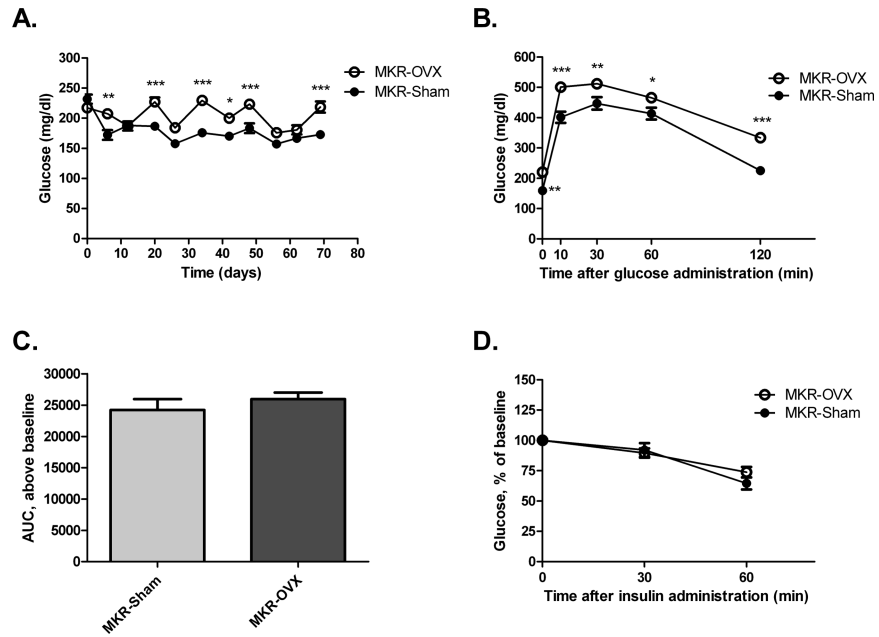 A.
Glucose (mg/dl)
300
250
200
150
100
50
0
** *** *** * *** ***
MKR-OVX
MKR-Sham
0 10 20 30 40 50 60 70 80
Time (days)
B.
Glucose (mg/dl)
600
500
400
300
200
100
0
*** ** * ***
**
MKR-OVX
MKR-Sham
0 10 30 60 120
Time after glucose administration (min)
C.
AUC, above baseline
30000
25000
20000
15000
10000
5000
0
MKR-Sham
MKR-OVX
D.
Glucose, % of baseline
150
125
100
75
50
25
0
MKR-OVX
MKR-Sham
0 30 60
Time after insulin administration (min)